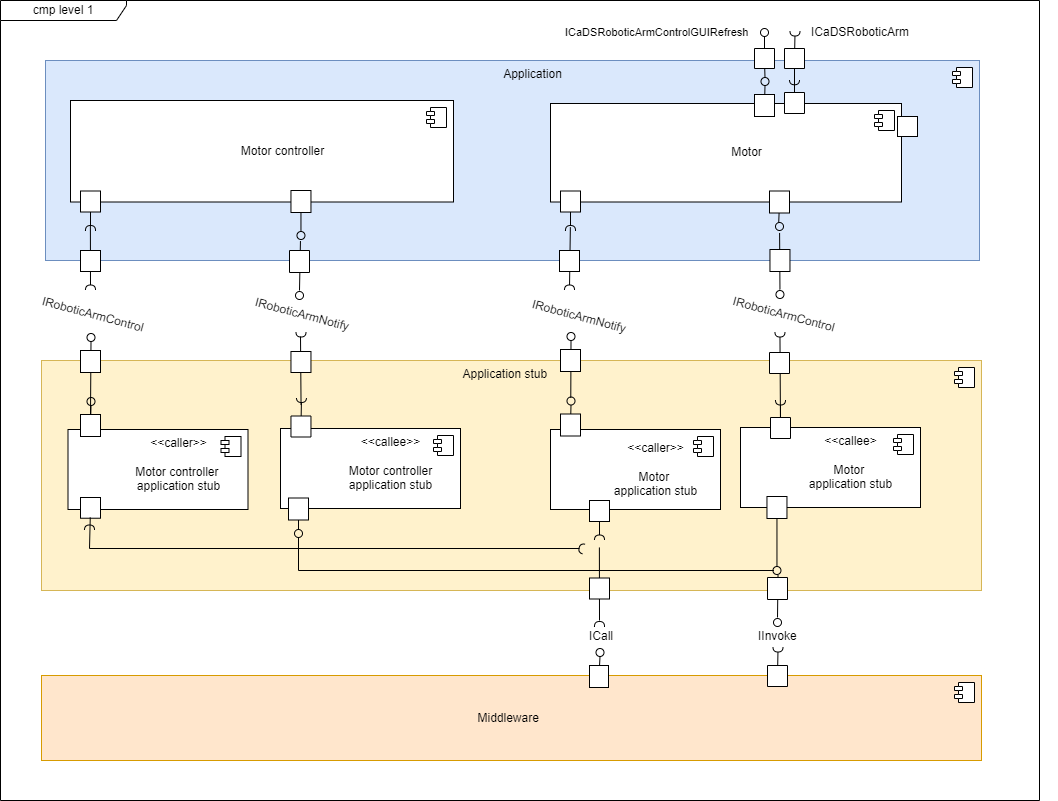 cmp level 1
ICaDSRoboticArmControlGUIRefresh
ICaDSRoboticArm
Application
Motor controller
Motor
IRoboticArmControl
IRoboticArmNotify
IRoboticArmNotify
IRoboticArmControl
Application stub
<<caller>>
Motor controller
application stub
<<callee>>
Motor controller
application stub
<<caller>>
Motor
application stub
<<callee>
Motor
application stub
ICall
IInvoke
Middleware